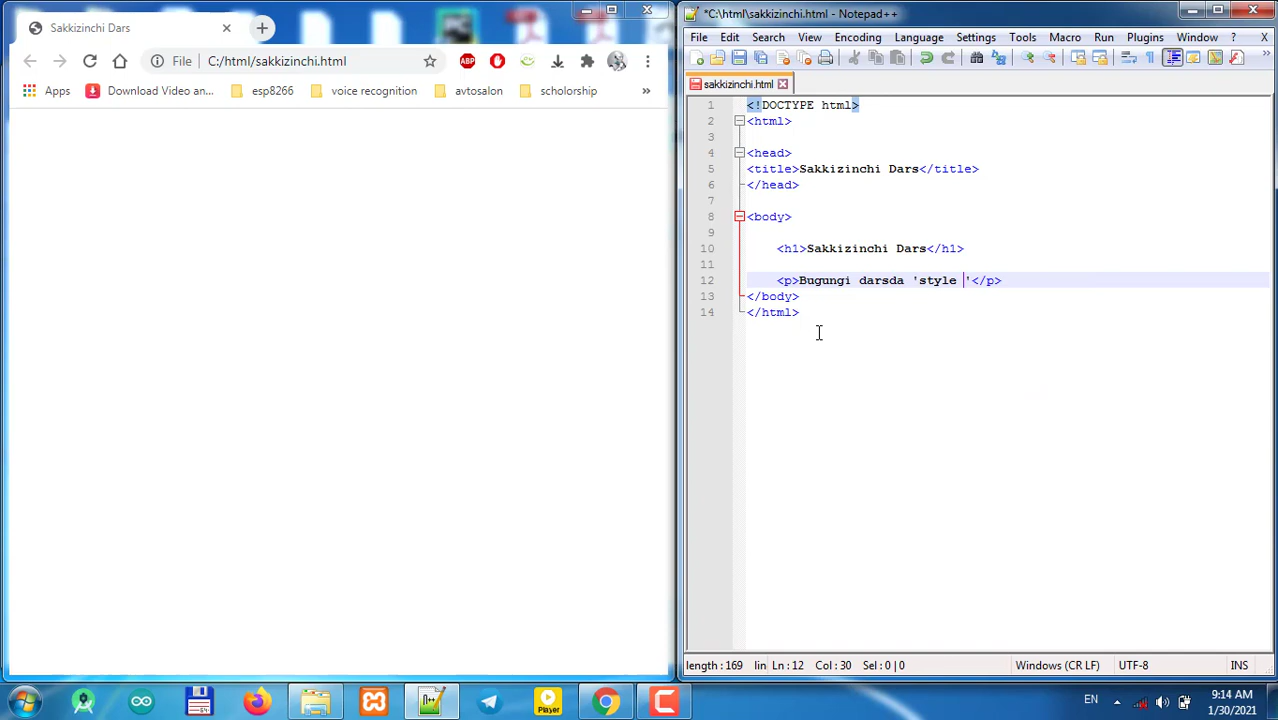 Sakkizinchi Dars
File C:/html/sakkizinchi.html
ABP
Download Video an... esp8266 voice recognition avtosalon scholorship »
*C:\html\sakkizinchi.html - Notepad++
File Edit Search View Encoding Language Settings Tools Macro Run Plugins Window ? X
sakkizinchi.html
1 <!DOCTYPE html>
2 <html>
3
4 <head>
5 <title>Sakkizinchi Dars</title>
6 </head>
7
8 <body>
9
10 <h1>Sakkizinchi Dars</h1>
11
12 <p>Bugungi darsda 'style '</p>
13 </body>
14 </html>
length : 169 lin Ln : 12 Col : 30 Sel : 0 | 0 Windows (CR LF) UTF-8 INS
Player
EN
9:14 AM
1/30/2021